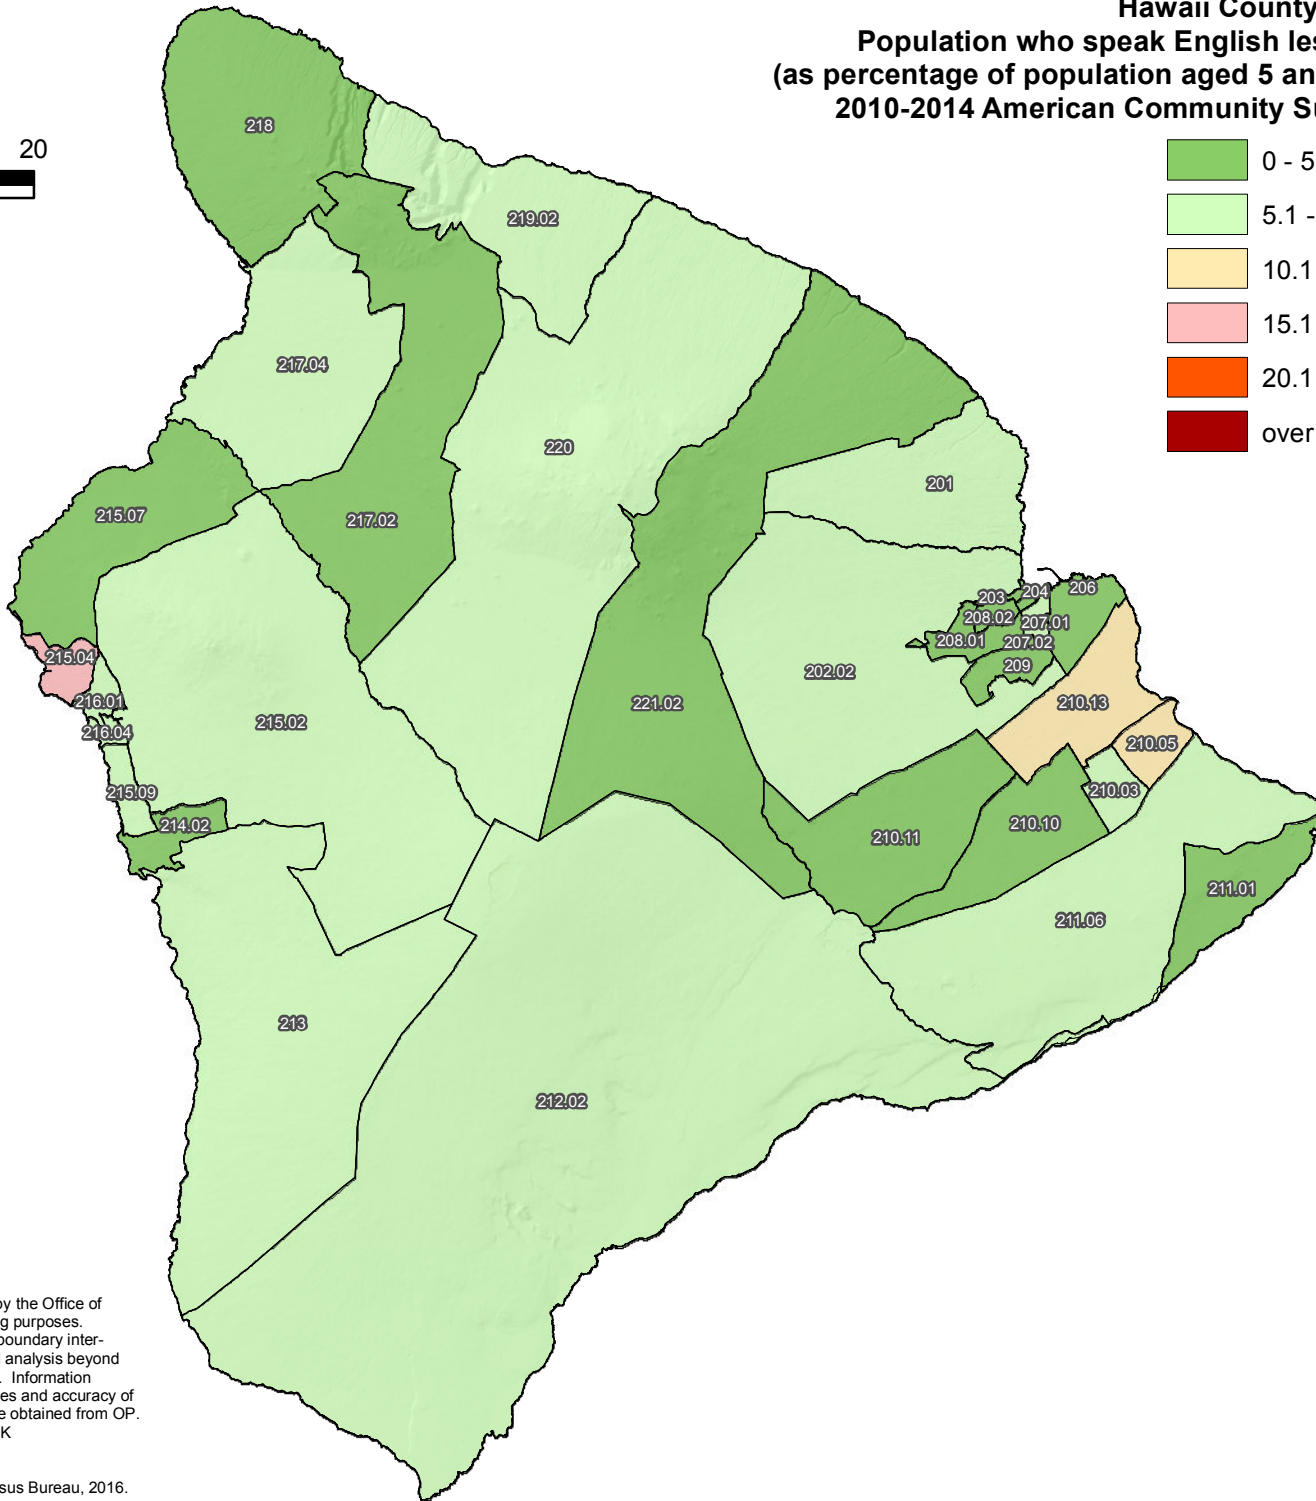 Hawaii County
Population who speak English les
(as percentage of population aged 5 an
2010-2014 American Community Su
20
0 - 5
5.1 -
10.1
15.1
20.1
over
218
219.02
217.04
220
201
215.07
217.02
203
204
206
208.02
207.01
208.01
207.02
209
215.04
202.02
216.01
221.02
210.13
215.02
216.04
210.05
215.09
210.03
214.02
210.10
210.11
211.01
211.06
213
212.02
by the Office of
g purposes.
boundary inter-
l analysis beyond
. Information
es and accuracy of
e obtained from OP.
K
sus Bureau, 2016.